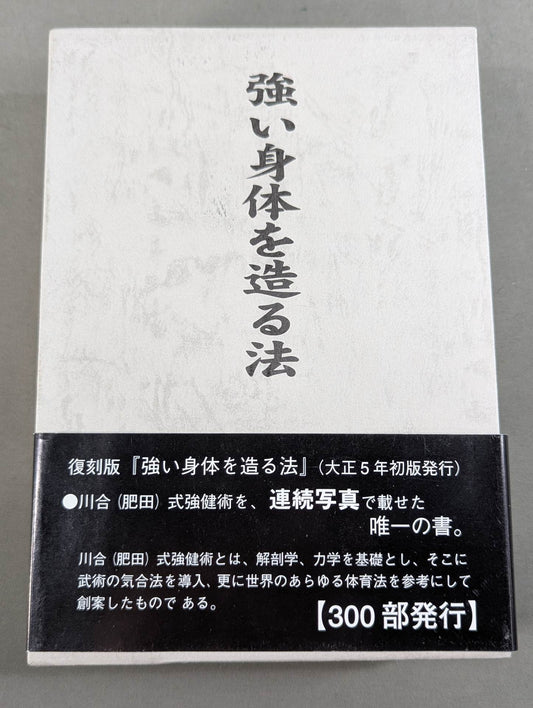 強い身体を造る法
復刻版『強い身体を造る法』(大正5年初版発行)
●川合(肥田)式強健術を、連続写真で載せた
唯一の書。
川合(肥田)式強健術とは、解剖学、力学を基礎とし、そこに
武術の気合法を導入、更に世界のあらゆる体育法を参考にして
創案したもので ある。
【300部発行】